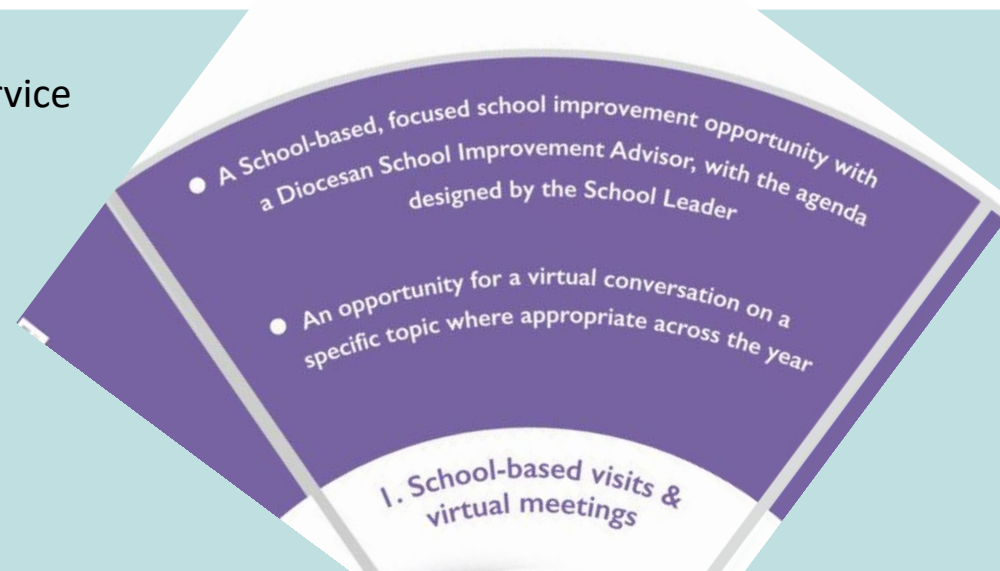 rvice
● A School-based, focused school improvement opportunity with
a Diocesan School Improvement Advisor, with the agenda
designed by the School Leader
● An opportunity for a virtual conversation on a
specific topic where appropriate across the year
1. School-based visits &
virtual meetings